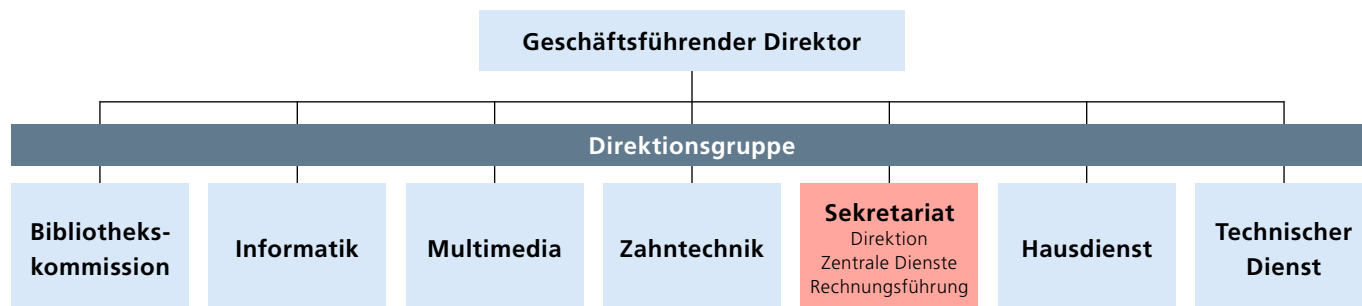 Geschäftsführender Direktor
Direktionsgruppe
Bibliotheks-
kommission
Informatik
Multimedia
Zahntechnik
Sekretariat
Direktion
Zentrale Dienste
Rechnungsführung
Hausdienst
Technischer
Dienst